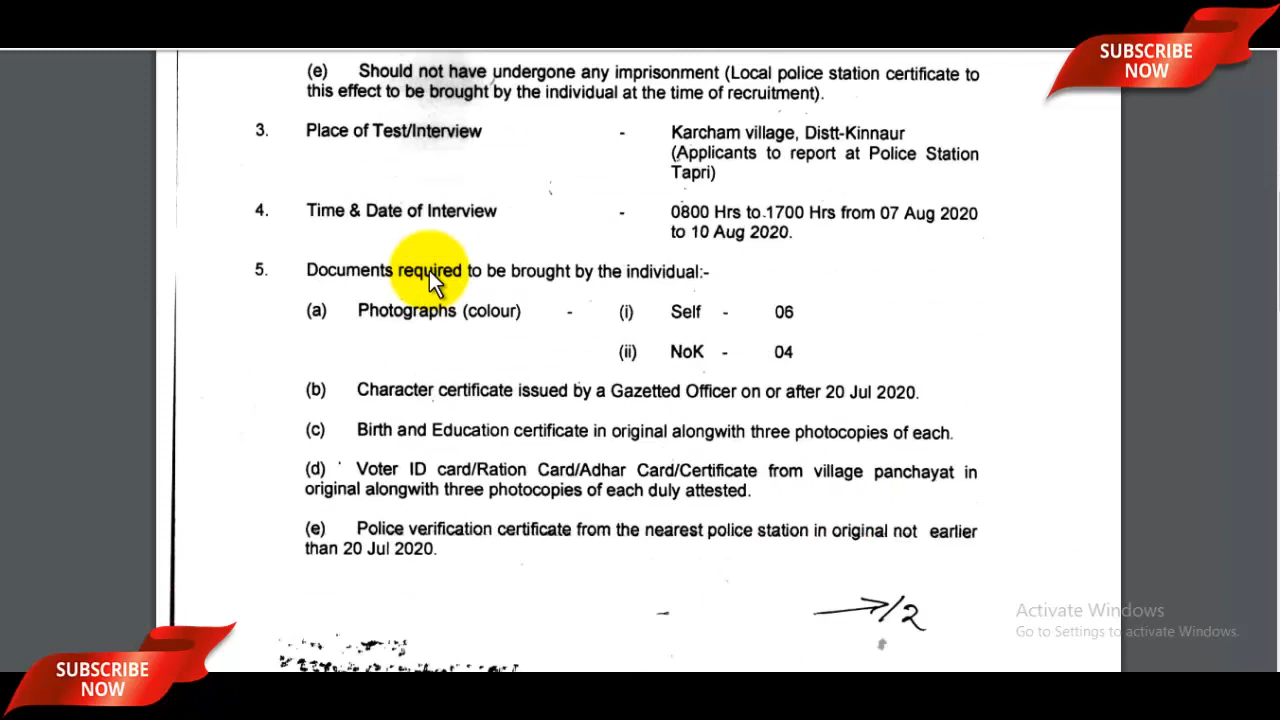 SUBSCRIBE
NOW
(e) Should not have undergone any imprisonment (Local police station certificate to
this effect to be brought by the individual at the time of recruitment).
3. Place of Test/Interview - Karcham village, Distt-Kinnaur
(Applicants to report at Police Station
Tapri)
4. Time & Date of Interview - 0800 Hrs to 1700 Hrs from 07 Aug 2020
to 10 Aug 2020.
5. Documents required to be brought by the individual:-
(a) Photographs (colour) - (i) Self - 06
(ii) NoK - 04
(b) Character certificate issued by a Gazetted Officer on or after 20 Jul 2020.
(c) Birth and Education certificate in original alongwith three photocopies of each.
(d) Voter ID card/Ration Card/Adhar Card/Certificate from village panchayat in
original alongwith three photocopies of each duly attested.
(e) Police verification certificate from the nearest police station in original not earlier
than 20 Jul 2020.
/2
Activate Windows
Go to Settings to activate Windows.
SUBSCRIBE
NOW